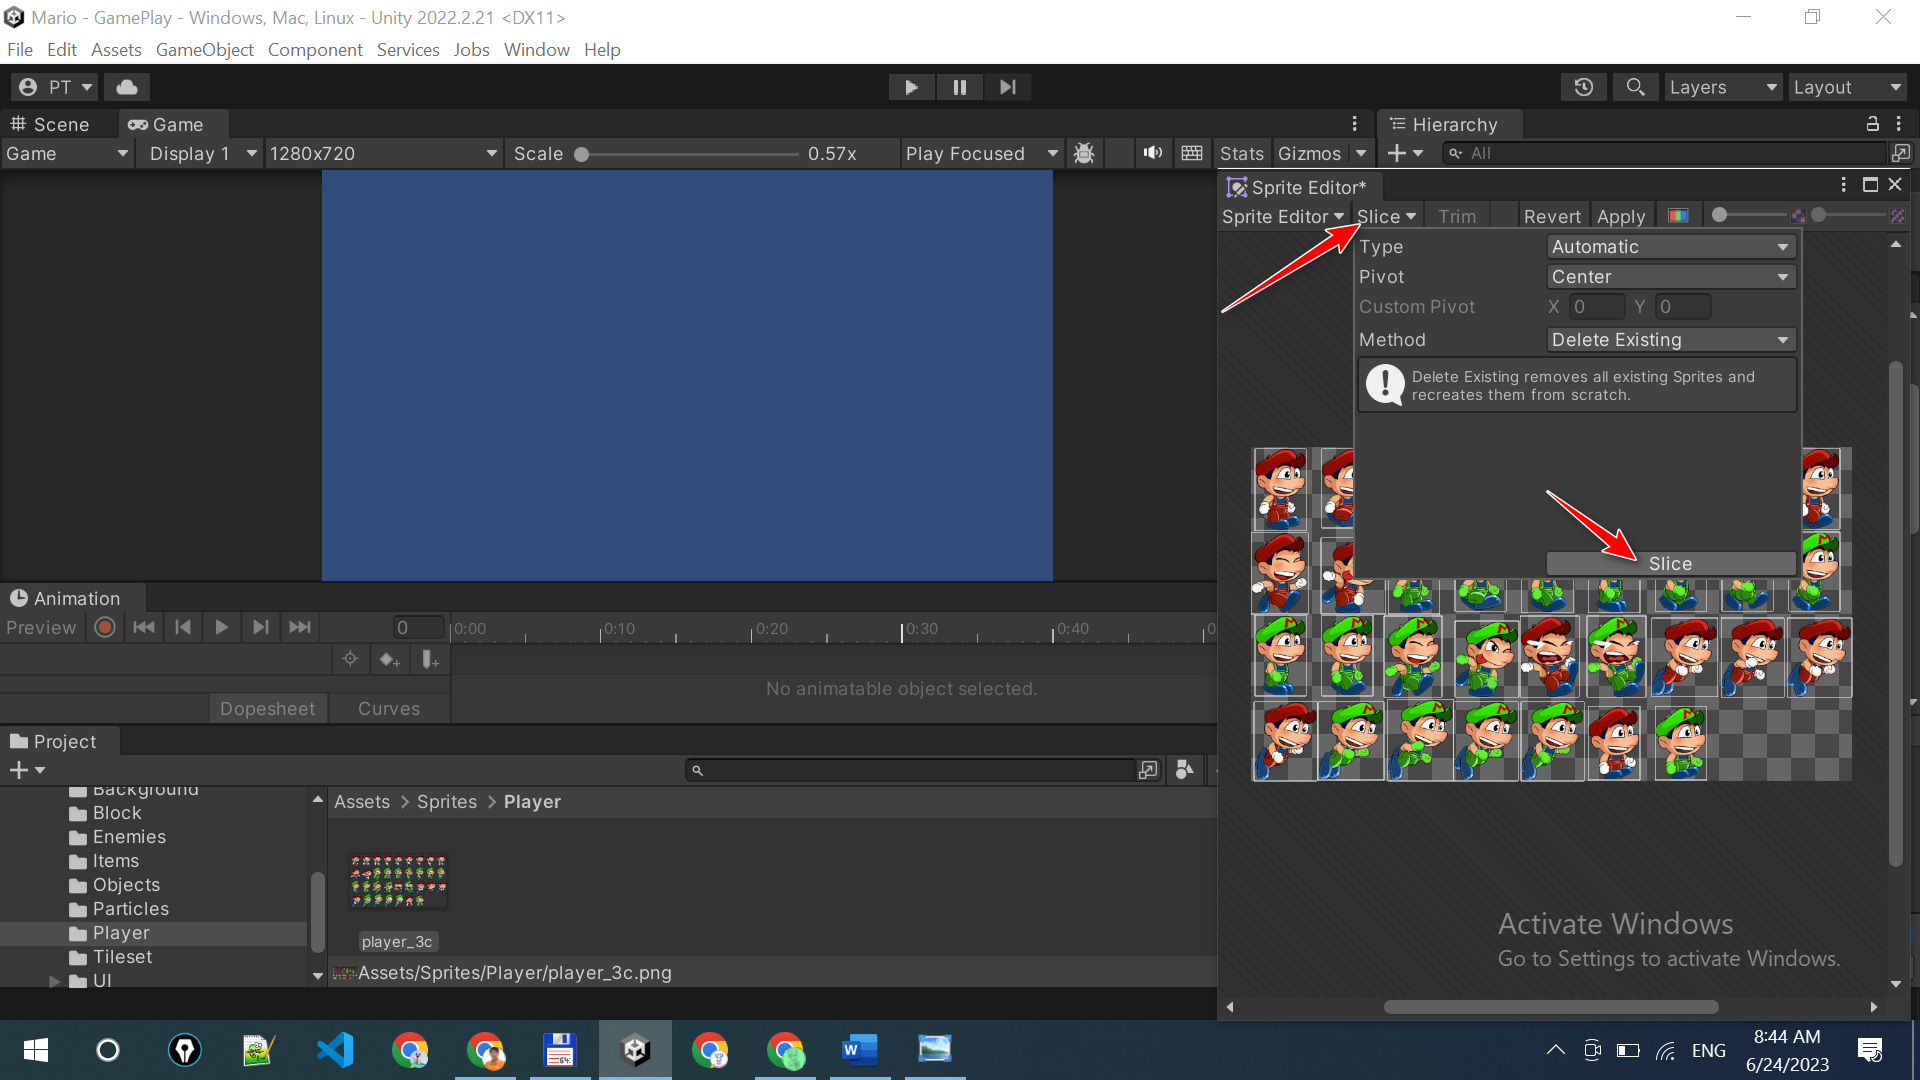 Mario - GamePlay - Windows, Mac, Linux - Unity 2022.2.21 <DX11>
File Edit Assets GameObject Component Services Jobs Window Help
PT
Layers Layout
Scene Game Hierarchy
Game Display 1 1280x720 Scale 0.57x Play Focused Stats Gizmos All
Sprite Editor*
Sprite Editor Slice Trim Revert Apply
Type Automatic
Pivot Center
Custom Pivot X 0 Y 0
Method Delete Existing
Delete Existing removes all existing Sprites and
recreates them from scratch.
Slice
Animation
Preview 0 0:00 0:10 0:20 0:30 0:40
No animatable object selected.
Dopesheet Curves
Project
Background
Block
Enemies
Items
Objects
Particles
Player
Tileset
UI
Assets > Sprites > Player
player_3c
Assets/Sprites/Player/player_3c.png
Activate Windows
Go to Settings to activate Windows.
64
W
ENG
8:44 AM
6/24/2023